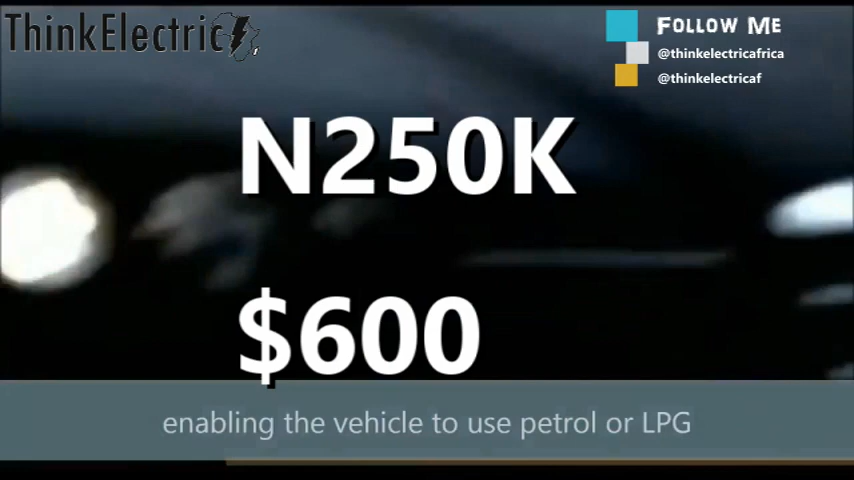 ThinkElectric
Follow Me
@thinkelectricafrica
@thinkelectricaf
N250K
$600
enabling the vehicle to use petrol or LPG